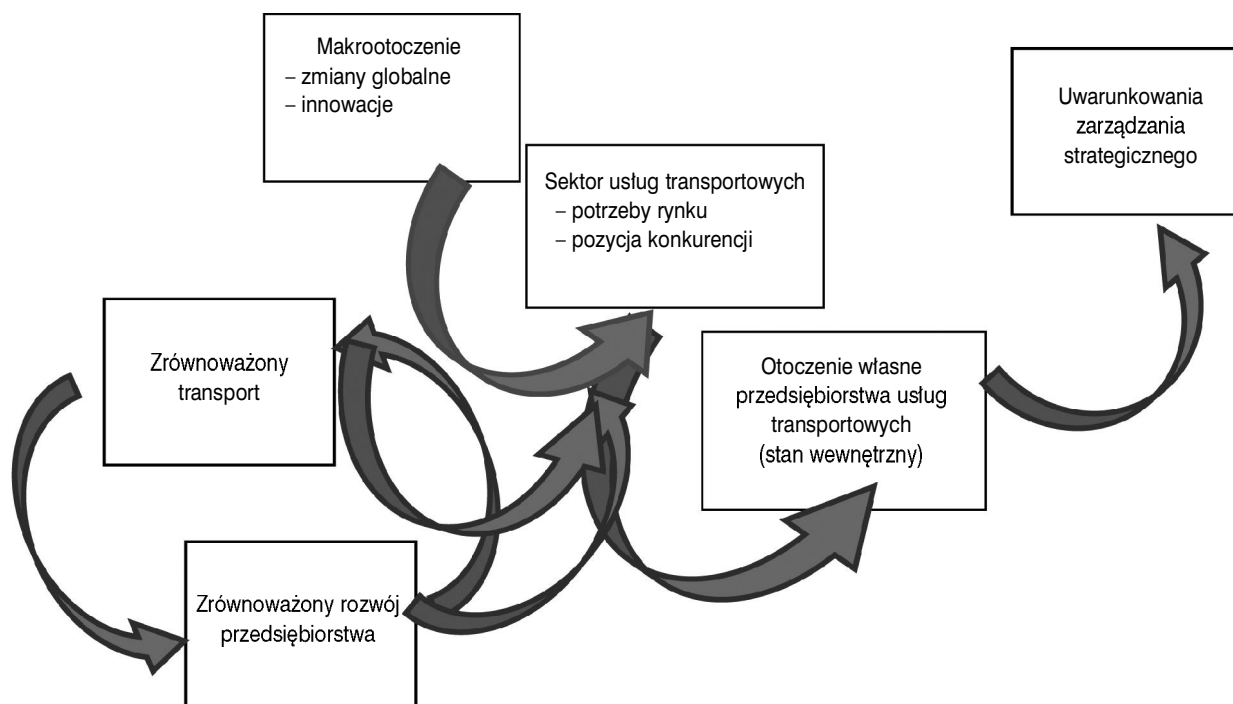 Makrootoczenie
– zmiany globalne
– innowacje
Uwarunkowania
zarządzania
strategicznego
Sektor usług transportowych
– potrzeby rynku
– pozycja konkurencji
Zrównoważony
transport
Otoczenie własne
przedsiębiorstwa usług
transportowych
(stan wewnętrzny)
Zrównoważony rozwój
przedsiębiorstwa